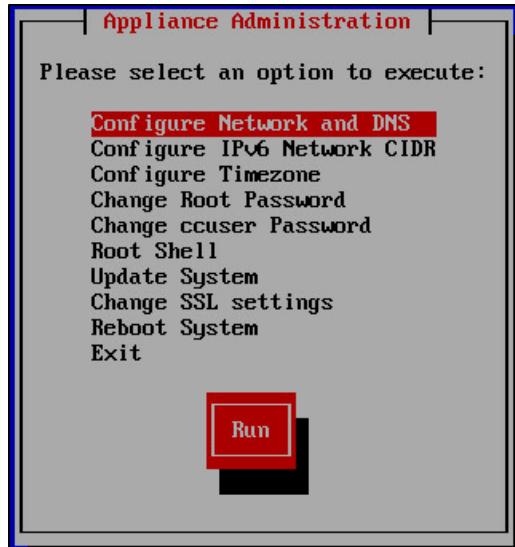 Appliance Administration
Please select an option to execute:
Configure Network and DNS
Configure IPv6 Network CIDR
Configure Timezone
Change Root Password
Change ccuser Password
Root Shell
Update System
Change SSL settings
Reboot System
Exit
Run